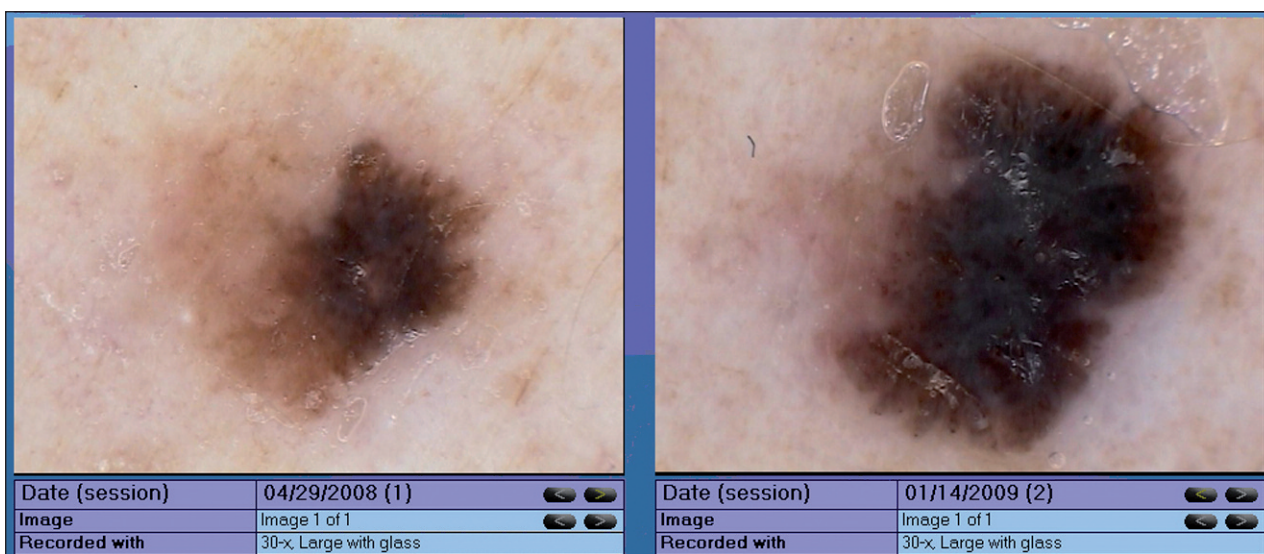 Date (session) 04/29/2008 (1) < >
Image Image 1 of 1 < >
Recorded with 30-x, Large with glass
Date (session) 01/14/2009 (2) < >
Image Image 1 of 1 < >
Recorded with 30-x, Large with glass